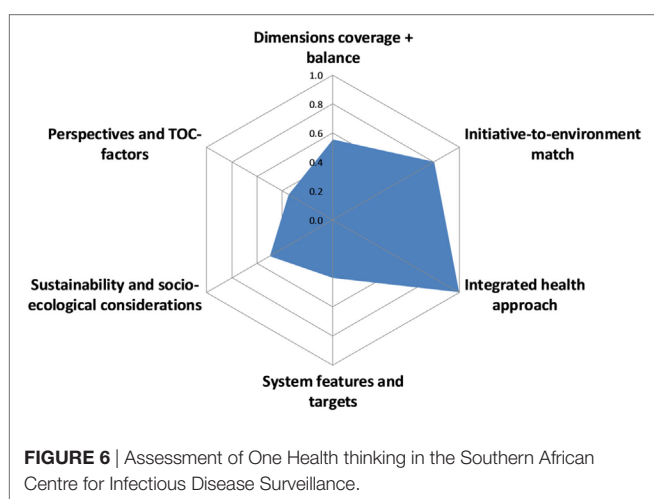 Dimensions coverage +
balance
1.0
0.8
Perspectives and TOC-
factors
Initiative-to-environment
match
0.6
0.4
0.2
0.0
Sustainability and socio-
ecological considerations
Integrated health
approach
System features and
targets
FIGURE 6 | Assessment of One Health thinking in the Southern African
Centre for Infectious Disease Surveillance.